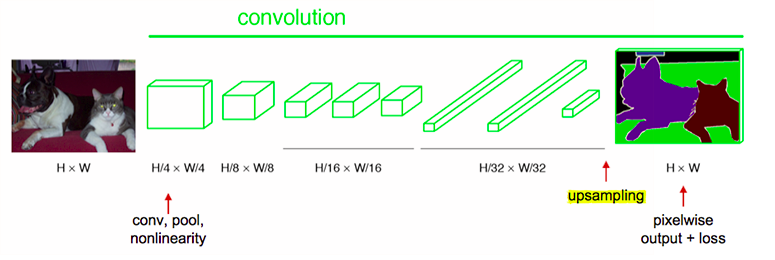 convolution
H × W
H/4 × W/4
H/8 × W/8
H/16 × W/16
H/32 × W/32
H × W
conv, pool,
nonlinearity
upsampling
pixelwise
output + loss